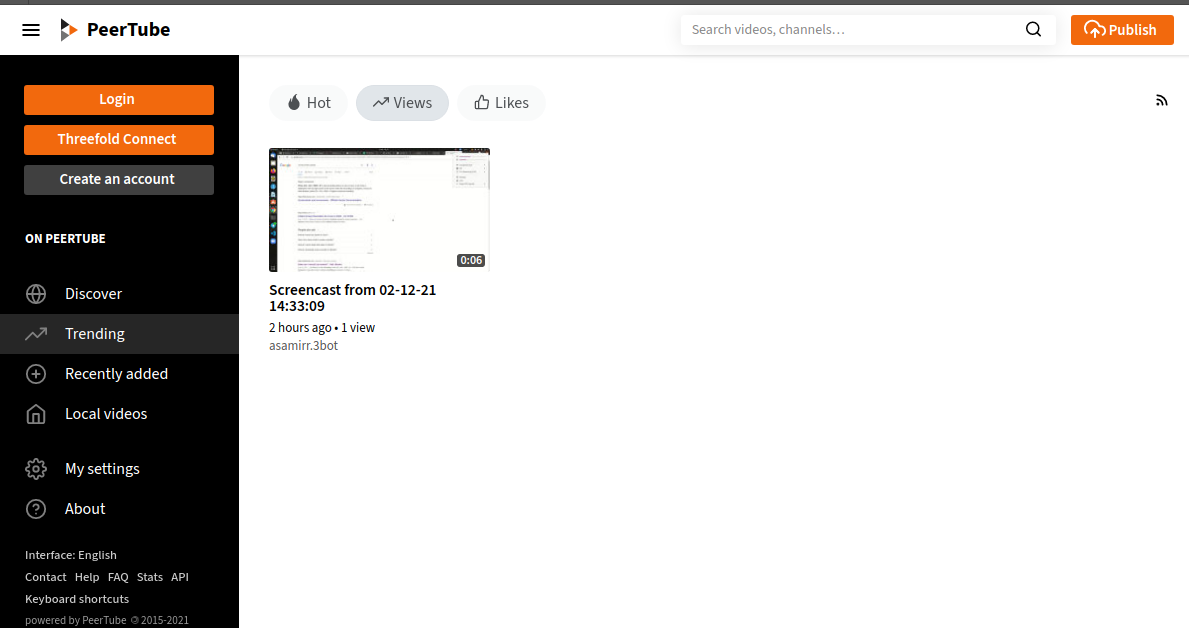 PeerTube
Search videos, channels…
Publish
Login
Threefold Connect
Create an account
ON PEERTUBE
Discover
Trending
Recently added
Local videos
My settings
About
Interface: English
Contact Help FAQ Stats API
Keyboard shortcuts
powered by PeerTube © 2015-2021
Hot
Views
Likes
0:06
Screencast from 02-12-21
14:33:09
2 hours ago • 1 view
asamirr.3bot